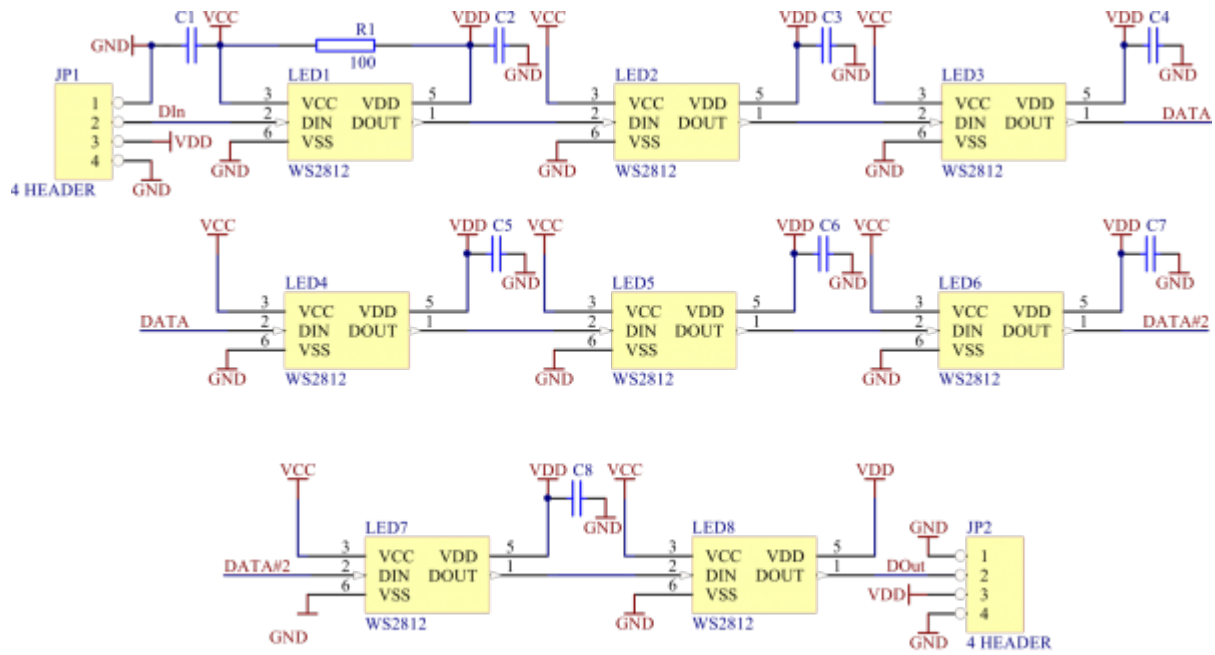 C1 VCC R1 VDD C2 VCC VDD C3 VCC VDD C4
GND 100 GND GND GND
JP1 LED1 LED2 LED3
1 3 VCC VDD 5 3 VCC VDD 5 3 VCC VDD 5
2 DIn 2 DIN DOUT 1 2 DIN DOUT 1 2 DIN DOUT 1 DATA
3 VDD 6 VSS 6 VSS 6 VSS
4 GND GND GND GND
4 HEADER WS2812 WS2812 WS2812
VCC VDD C5 VCC VDD C6 VCC VDD C7
GND GND GND
LED4 LED5 LED6
3 VCC VDD 5 3 VCC VDD 5 3 VCC VDD 5
DATA 2 DIN DOUT 1 2 DIN DOUT 1 2 DIN DOUT 1 DATA#2
6 VSS 6 VSS 6 VSS
GND WS2812 GND WS2812 GND WS2812
VCC VDD C8 VCC VDD
GND
LED7 LED8 GND JP2
3 VCC VDD 5 3 VCC VDD 5 1
DATA#2 2 DIN DOUT 1 2 DIN DOUT 1 DOut 2
6 VSS 6 VSS VDD 3
4
GND WS2812 GND WS2812 GND 4 HEADER